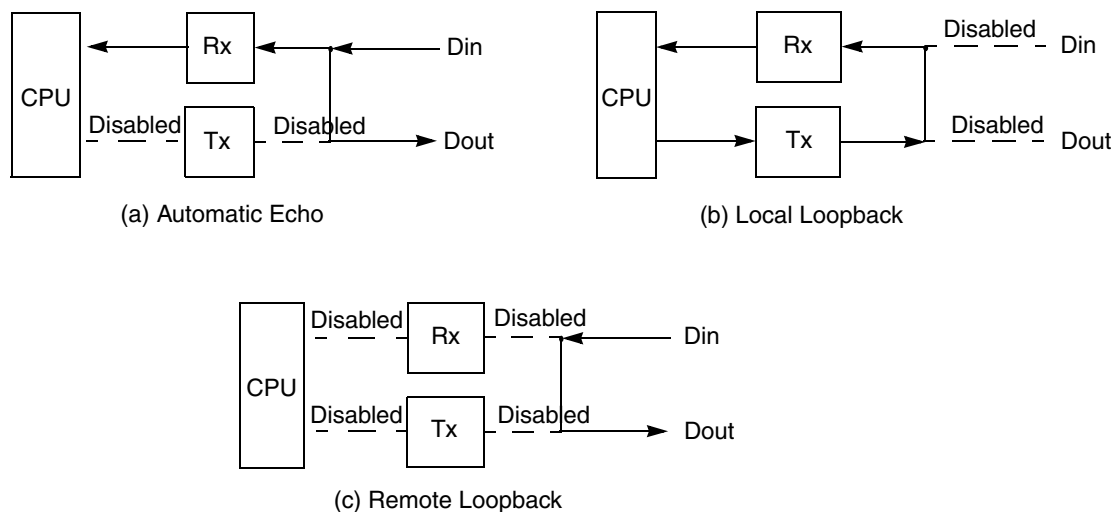 CPU
Rx
Din
Disabled
Tx
Disabled
Dout
(a) Automatic Echo
CPU
Rx
Disabled
Din
Tx
Disabled
Dout
(b) Local Loopback
CPU
Disabled
Rx
Disabled
Din
Disabled
Tx
Disabled
Dout
(c) Remote Loopback